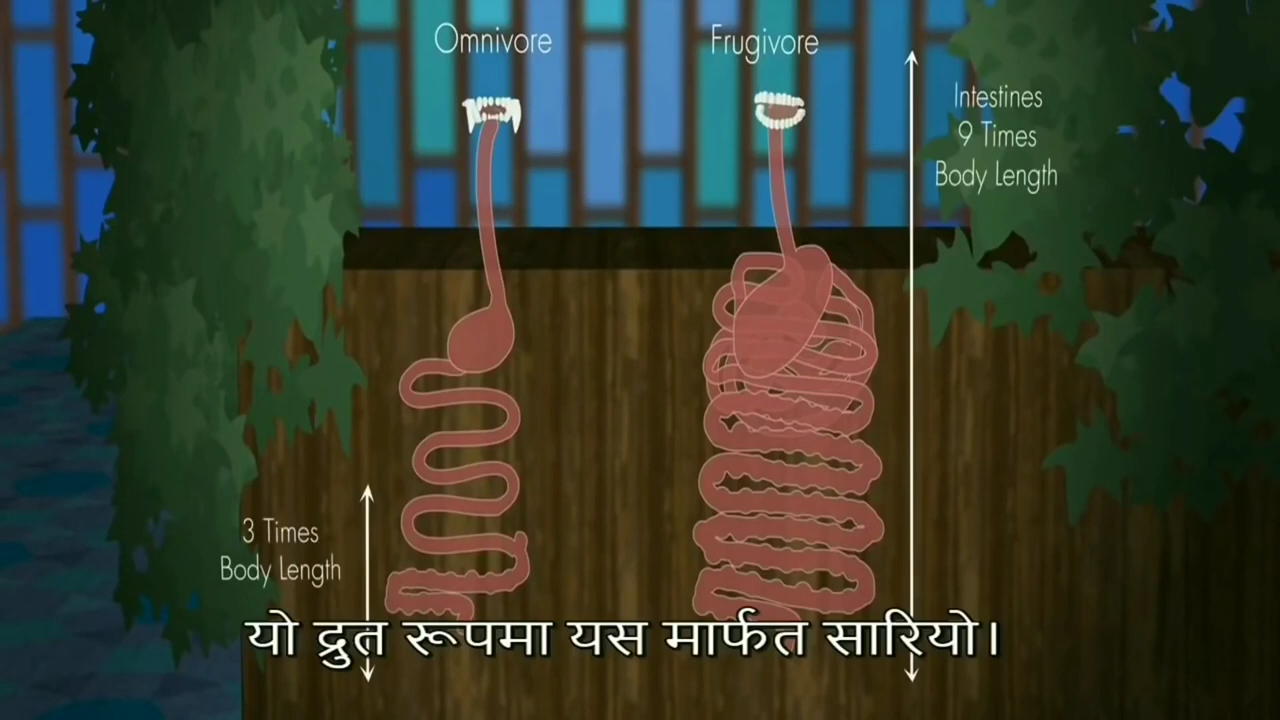 Omnivore
Frugivore
Intestines
9 Times
Body Length
3 Times
Body Length
यो द्रुत रूपमा यस मार्फत सारियो।